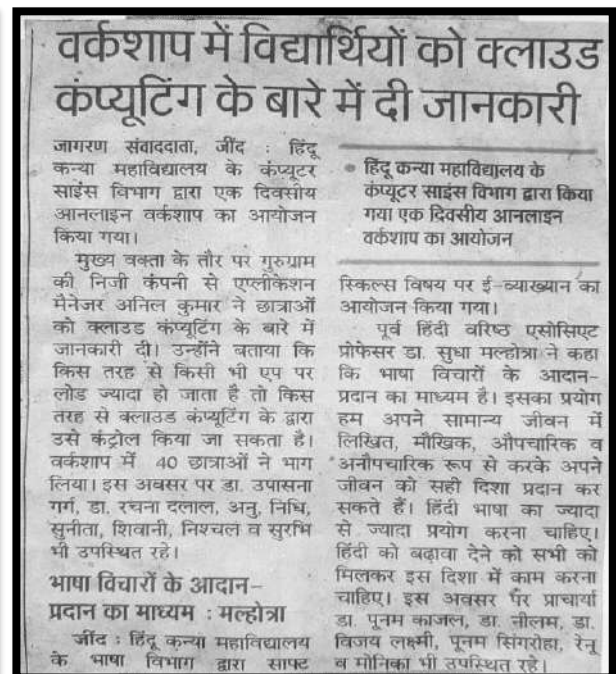 वर्कशाप में विद्यार्थियों को क्लाउड
कंप्यूटिंग के बारे में दी जानकारी
जागरण संवाददाता, जींद : हिंदू
कन्या महाविद्यालय के कंप्यूटर
साइंस विभाग द्वारा एक दिवसीय
आनलाइन वर्कशाप का आयोजन
किया गया।
मुख्य वक्ता के तौर पर गुरुग्राम
की निजी कंपनी से एप्लीकेशन
मैनेजर अनिल कुमार ने छात्राओं
को क्लाउड कंप्यूटिंग के बारे में
जानकारी दी। उन्होंने बताया कि
किस तरह से किसी भी एप पर
लोड ज्यादा हो जाता है तो किस
तरह से क्लाउड कंप्यूटिंग के द्वारा
उसे कंट्रोल किया जा सकता है।
वर्कशाप में 40 छात्राओं ने भाग
लिया। इस अवसर पर डा. उपासना
गर्ग, डा. रचना दलाल, अनु, निधि,
सुनीता, शिवानी, निश्चल व सुरभि
भी उपस्थित रहे।
भाषा विचारों के आदान-
प्रदान का माध्यम : मल्होत्रा
जींद : हिंदू कन्या महाविद्यालय
के भाषा विभाग द्वारा साफ्ट
• हिंदू कन्या महाविद्यालय के
कंप्यूटर साइंस विभाग द्वारा किया
गया एक दिवसीय आनलाइन
वर्कशाप का आयोजन
स्किल्स विषय पर ई-व्याख्यान का
आयोजन किया गया।
पूर्व हिंदी वरिष्ठ एसोसिएट
प्रोफेसर डा. सुधा मल्होत्रा ने कहा
कि भाषा विचारों के आदान-
प्रदान का माध्यम है। इसका प्रयोग
हम अपने सामान्य जीवन में
लिखित, मौखिक, औपचारिक व
अनौपचारिक रूप से करके अपने
जीवन को सही दिशा प्रदान कर
सकते हैं। हिंदी भाषा का ज्यादा
से ज्यादा प्रयोग करना चाहिए।
हिंदी को बढ़ावा देने को सभी को
मिलकर इस दिशा में काम करना
चाहिए। इस अवसर पर प्राचार्या
डा. पूनम काजल, डा. नीलम, डा.
विजय लक्ष्मी, पूनम सिंगरोहा, रेनू
व मोनिका भी उपस्थित रहे।